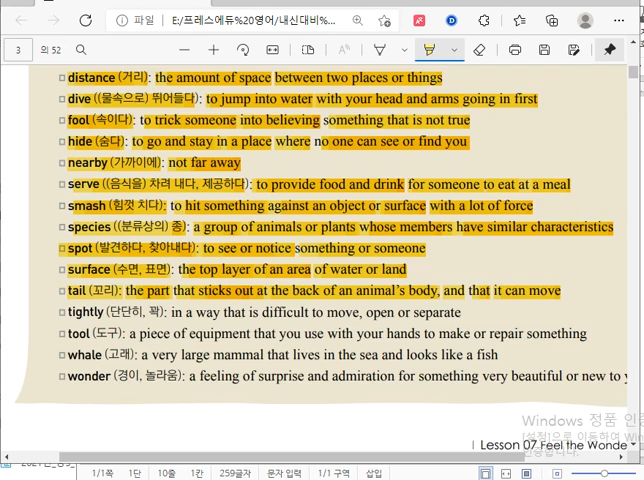 파일
E:/프레스에듀%20영어/내신대비%...
3
의 52
distance (거리): the amount of space between two places or things
dive ((물속으로) 뛰어들다): to jump into water with your head and arms going in first
fool (속이다): to trick someone into believing something that is not true
hide (숨다): to go and stay in a place where no one can see or find you
nearby (가까이에): not far away
serve ((음식을) 차려 내다, 제공하다): to provide food and drink for someone to eat at a meal
smash (힘껏 치다): to hit something against an object or surface with a lot of force
species ((분류상의) 종): a group of animals or plants whose members have similar characteristics
spot (발견하다, 찾아내다): to see or notice something or someone
surface (수면, 표면): the top layer of an area of water or land
tail (꼬리): the part that sticks out at the back of an animal's body, and that it can move
tightly (단단히, 꽉): in a way that is difficult to move, open or separate
tool (도구): a piece of equipment that you use with your hands to make or repair something
whale (고래): a very large mammal that lives in the sea and looks like a fish
wonder (경이, 놀라움): a feeling of surprise and admiration for something very beautiful or new to
Windows 정품 인증
[설정]으로 이동하여 Win
인증합니다.
Lesson 07 Feel the Wonde
1/1쪽 1단 10줄 1칸 259글자 문자 입력 1/1 구역 삽입